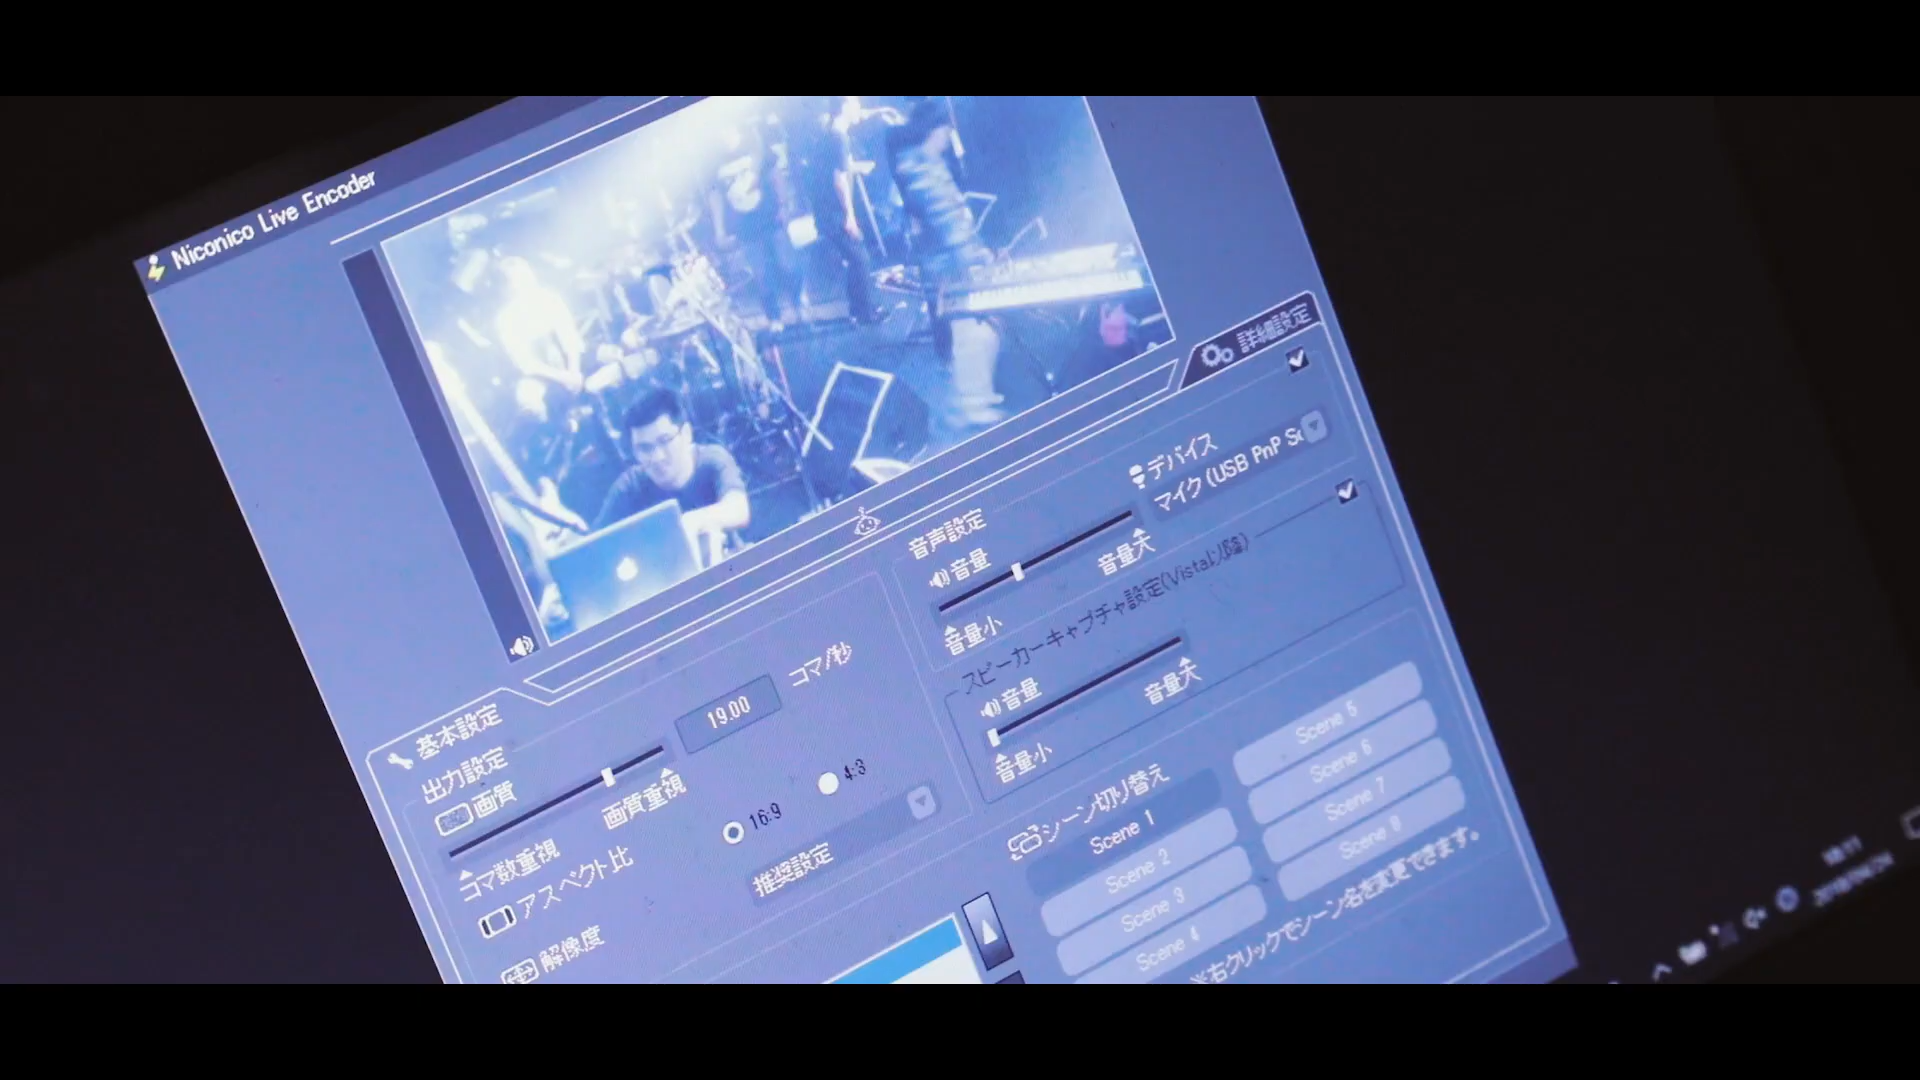 Niconico Live Encoder
詳細設定
デバイス
マイク (USB PnP So
音声設定
音量
音量大
音量小
スピーカーキャプチャ設定(Vista以降)
音量
音量大
音量小
基本設定
出力設定
画質
19.00
コマ/秒
画質重視
コマ数重視
アスペクト比
16:9
4:3
解像度
推奨設定
シーン切り替え
Scene 1
Scene 2
Scene 3
Scene 4
Scene 5
Scene 6
Scene 7
Scene 8
※右クリックでシーン名を変更できます。